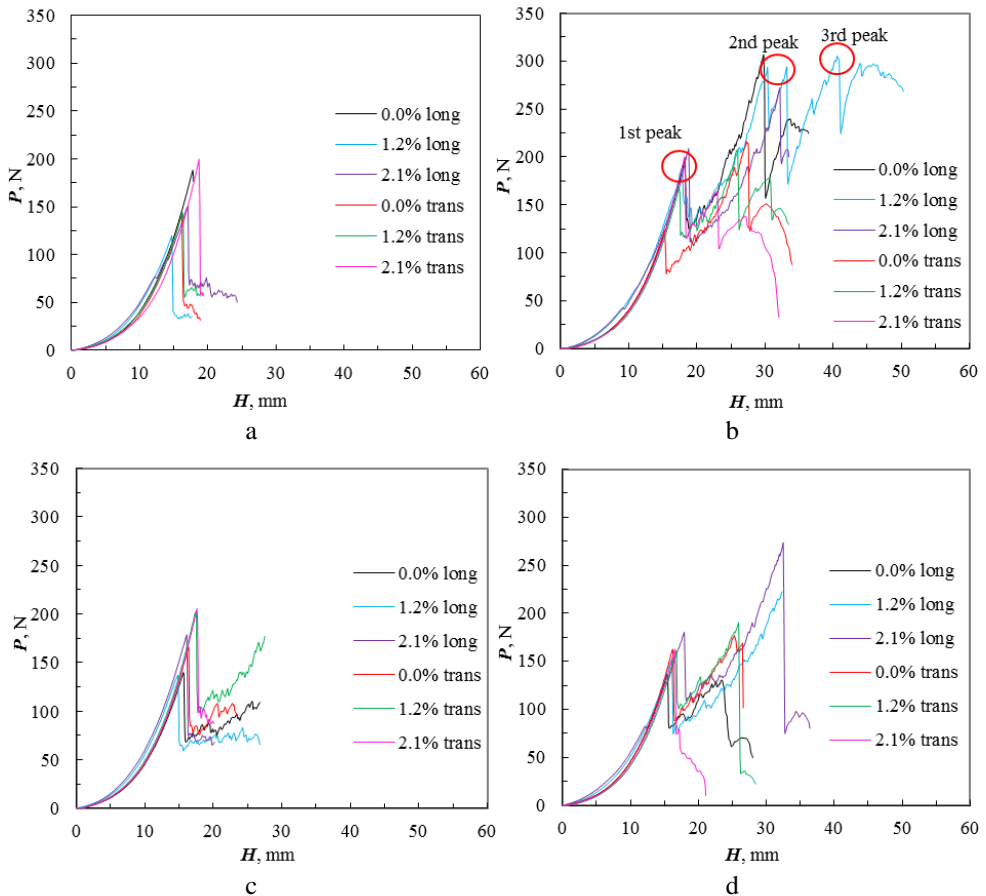 350
300
250
200
150
100
50
0
P, N
0 10 20 30 40 50 60
H, mm
0.0% long
1.2% long
2.1% long
0.0% trans
1.2% trans
2.1% trans
a
350
300
250
200
150
100
50
0
P, N
0 10 20 30 40 50 60
H, mm
1st peak
2nd peak
3rd peak
0.0% long
1.2% long
2.1% long
0.0% trans
1.2% trans
2.1% trans
b
350
300
250
200
150
100
50
0
P, N
0 10 20 30 40 50 60
H, mm
0.0% long
1.2% long
2.1% long
0.0% trans
1.2% trans
2.1% trans
c
350
300
250
200
150
100
50
0
P, N
0 10 20 30 40 50 60
H, mm
0.0% long
1.2% long
2.1% long
0.0% trans
1.2% trans
2.1% trans
d